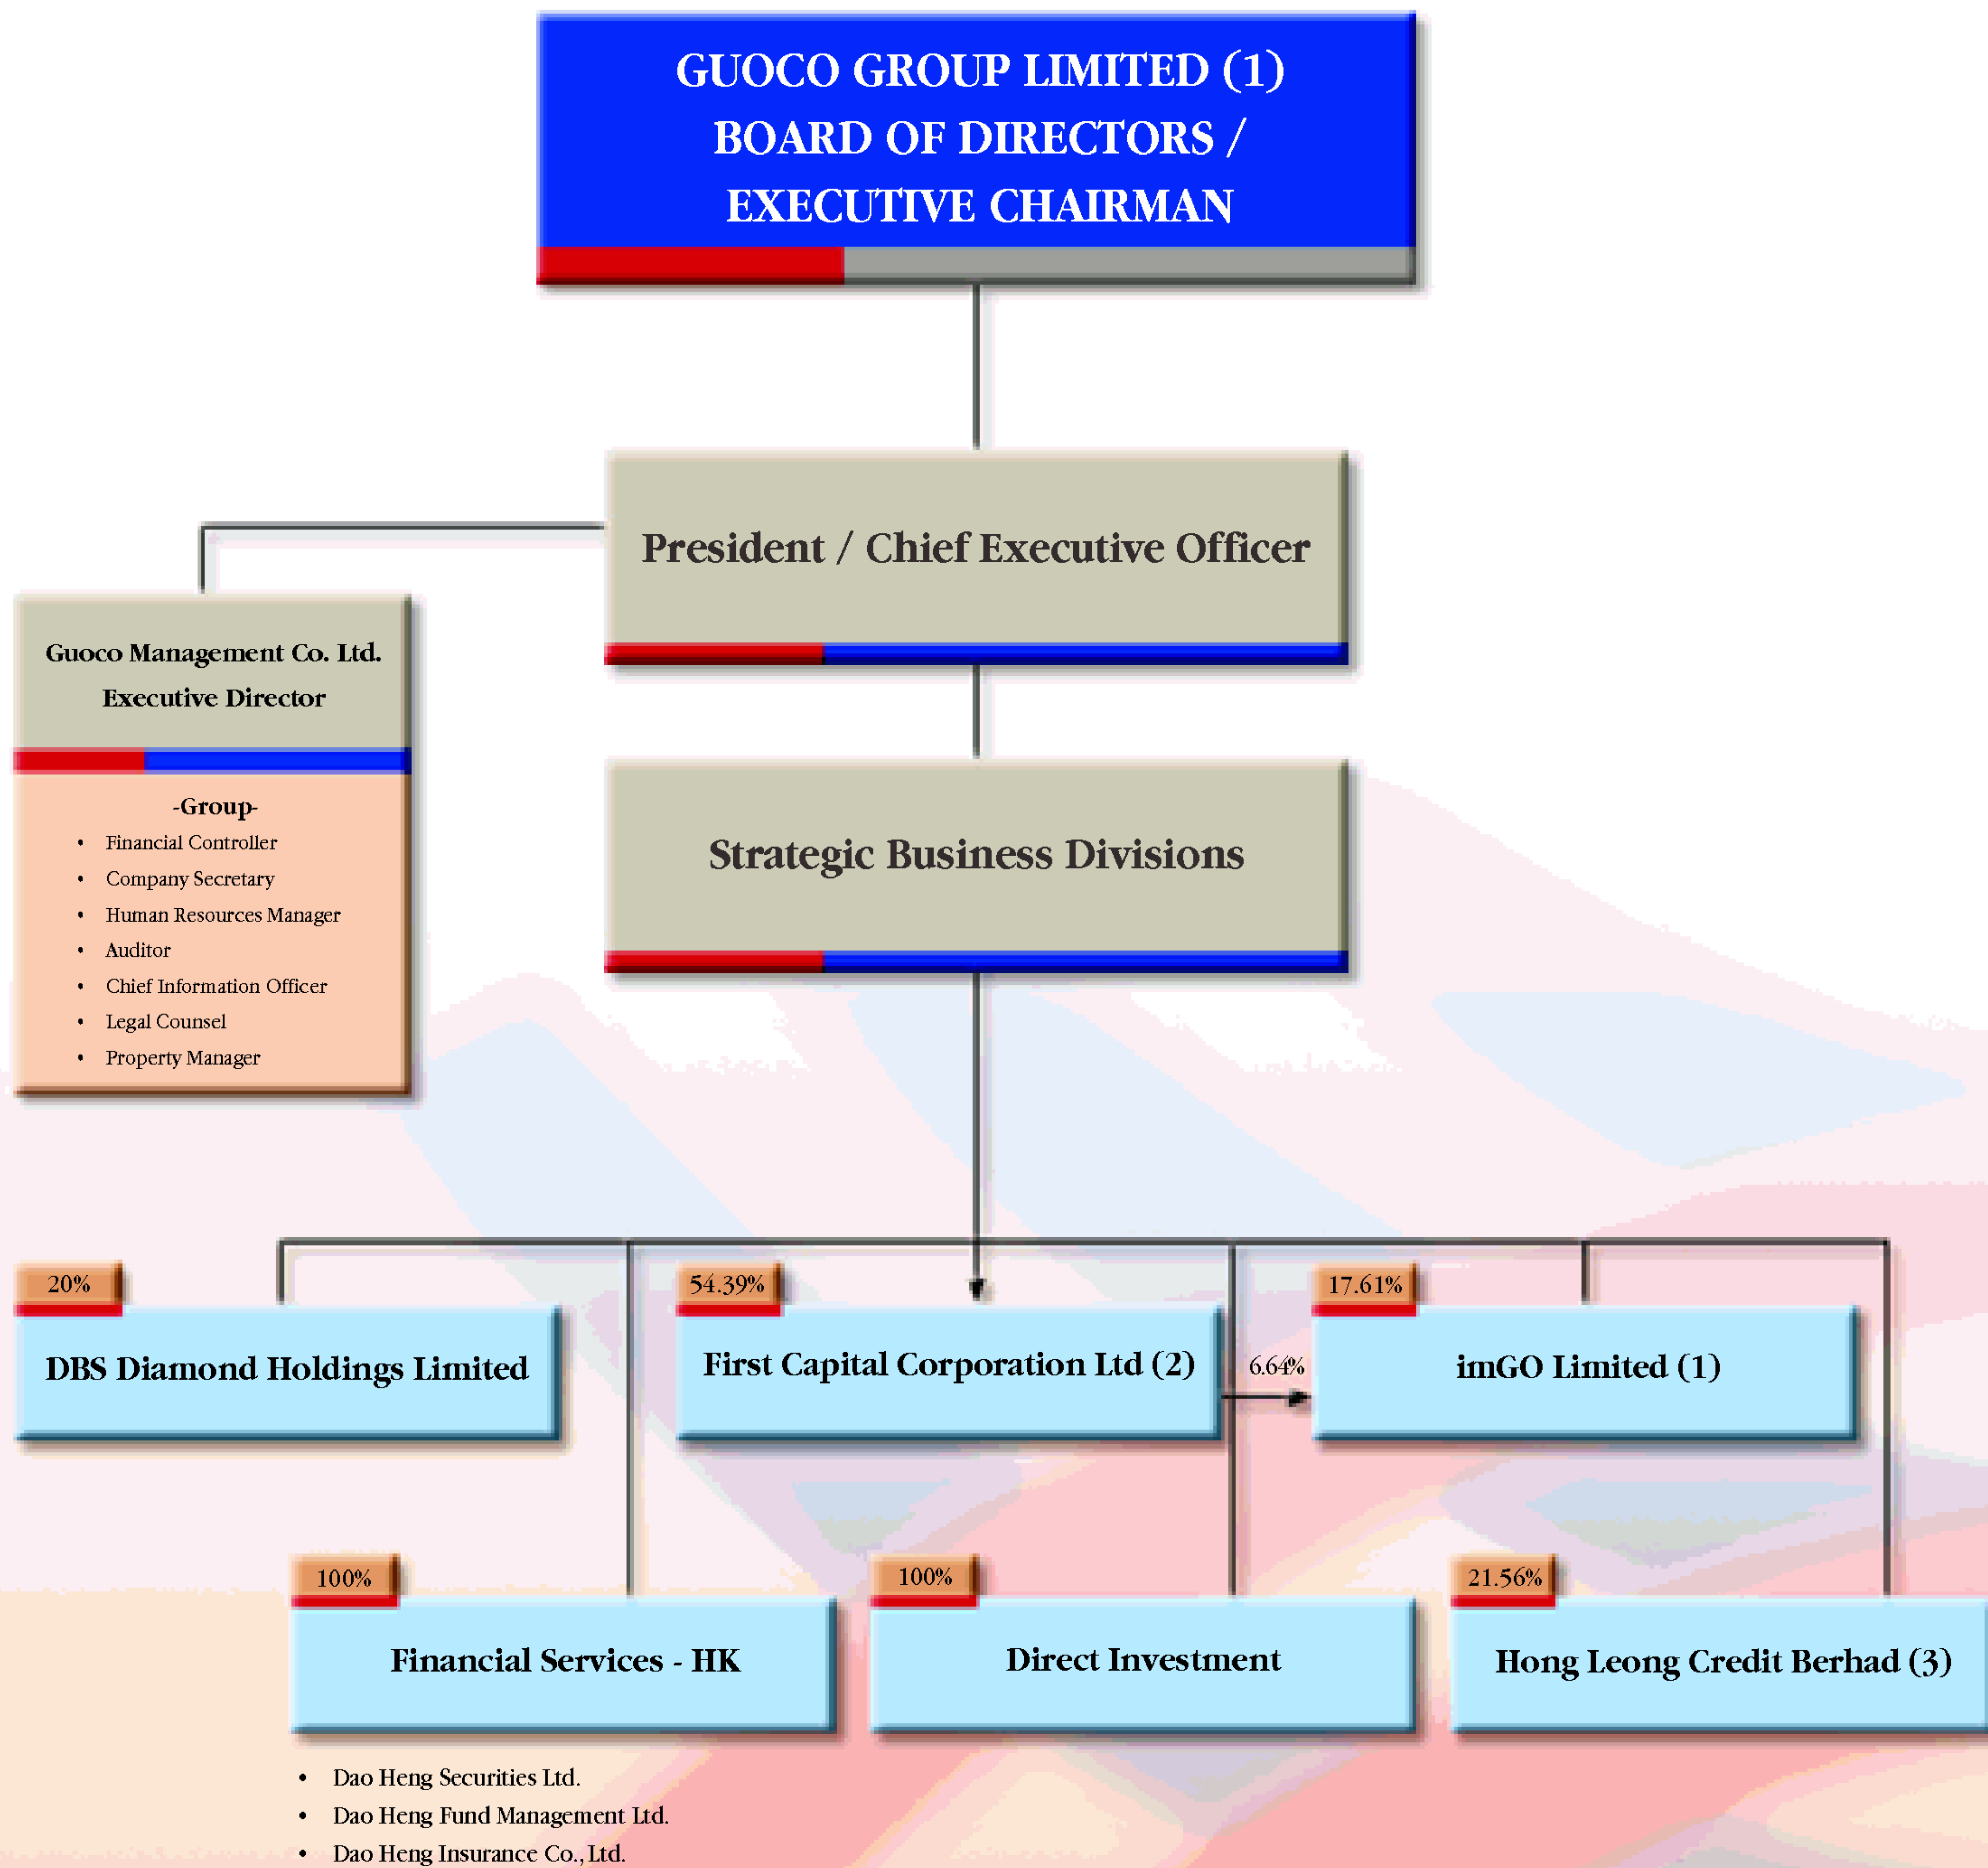 GUOCO GROUP LIMITED (1)
BOARD OF DIRECTORS /
EXECUTIVE CHAIRMAN
President / Chief Executive Officer
Guoco Management Co. Ltd.
Executive Director
-Group-
• Financial Controller
• Company Secretary
• Human Resources Manager
• Auditor
• Chief Information Officer
• Legal Counsel
• Property Manager
Strategic Business Divisions
20%
DBS Diamond Holdings Limited
54.39%
First Capital Corporation Ltd (2)
6.64%
17.61%
imGO Limited (1)
100%
Financial Services - HK
100%
Direct Investment
21.56%
Hong Leong Credit Berhad (3)
• Dao Heng Securities Ltd.
• Dao Heng Fund Management Ltd.
• Dao Heng Insurance Co., Ltd.